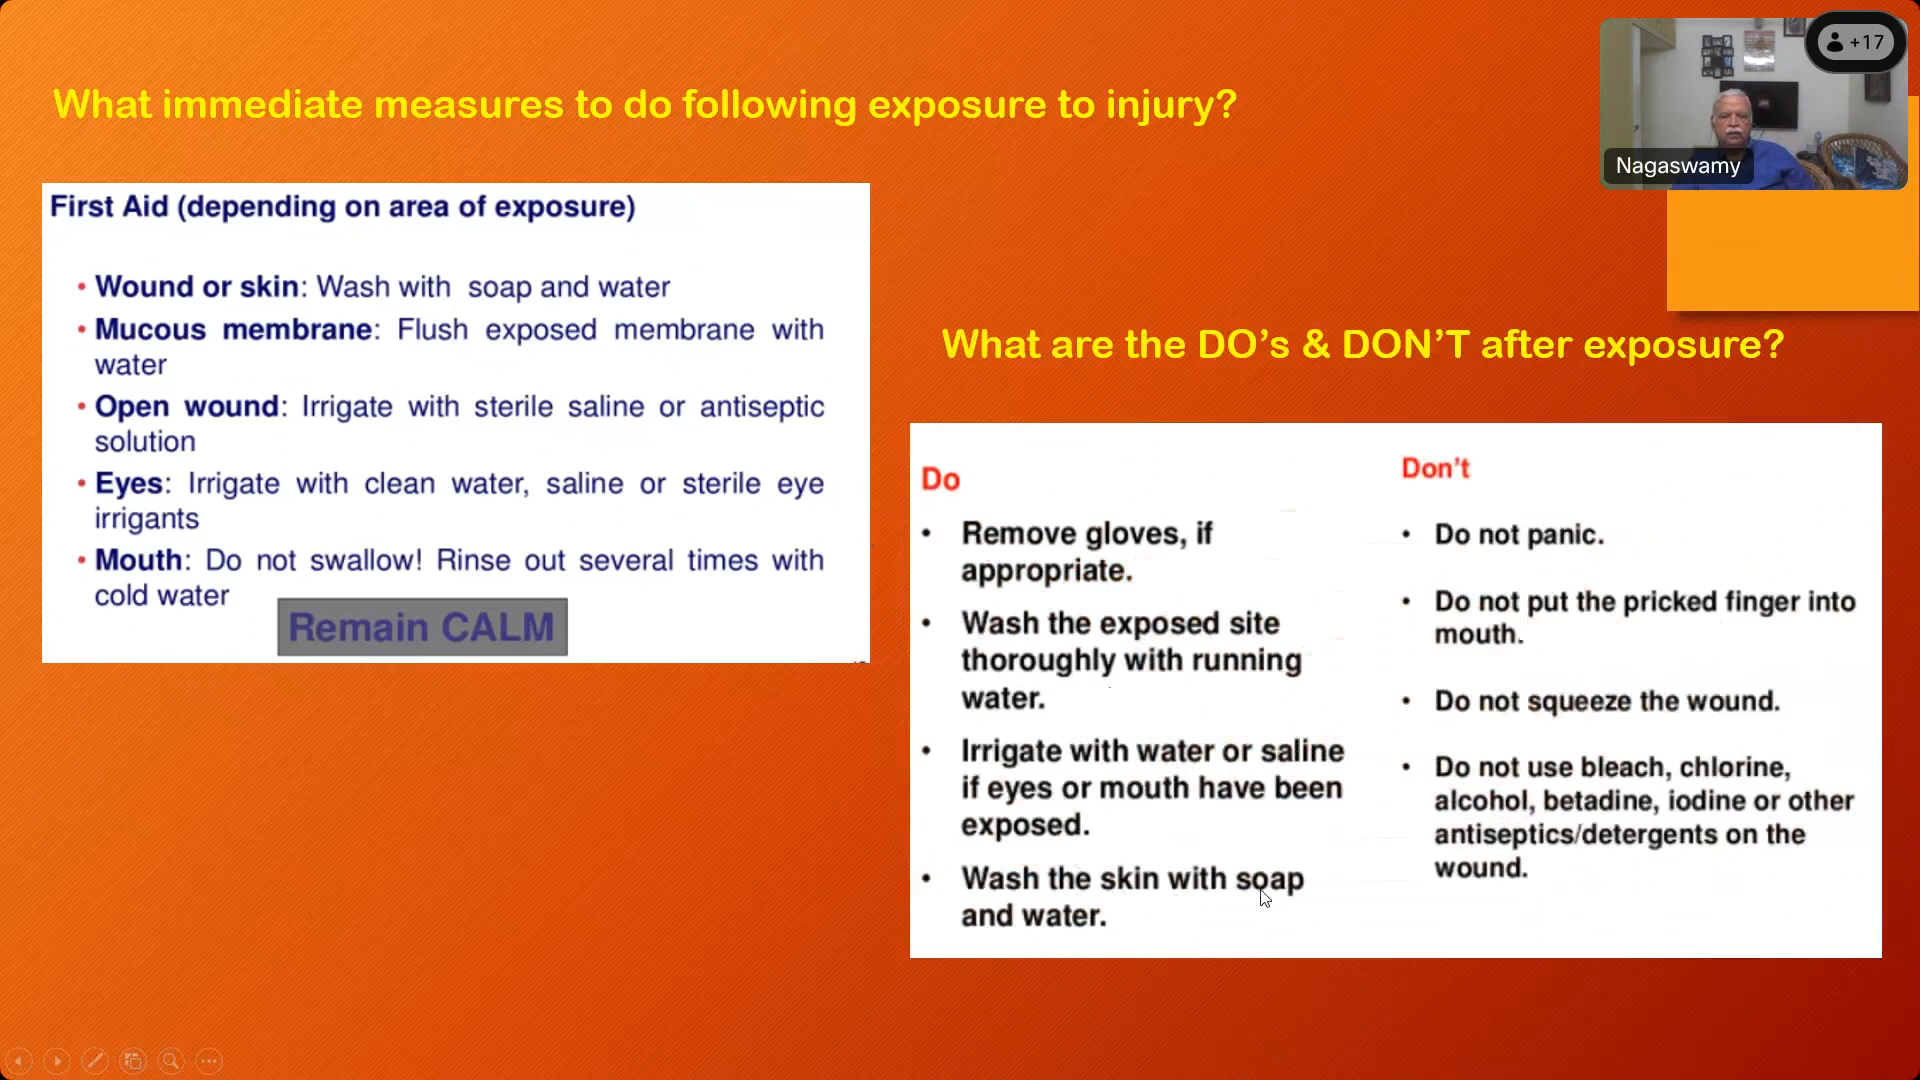 What immediate measures to do following exposure to injury?
+17
Nagaswamy
First Aid (depending on area of exposure)
• Wound or skin: Wash with soap and water
• Mucous membrane: Flush exposed membrane with
water
• Open wound: Irrigate with sterile saline or antiseptic
solution
• Eyes: Irrigate with clean water, saline or sterile eye
irrigants
• Mouth: Do not swallow! Rinse out several times with
cold water
Remain CALM
What are the DO's & DON'T after exposure?
Do
• Remove gloves, if
appropriate.
• Wash the exposed site
thoroughly with running
water.
• Irrigate with water or saline
if eyes or mouth have been
exposed.
• Wash the skin with soap
and water.
Don't
• Do not panic.
• Do not put the pricked finger into
mouth.
• Do not squeeze the wound.
• Do not use bleach, chlorine,
alcohol, betadine, iodine or other
antiseptics/detergents on the
wound.